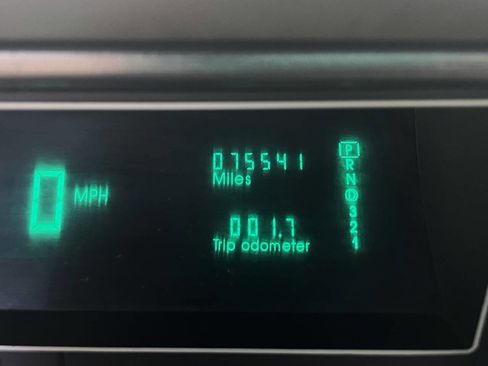 0 MPH
075541
Miles
001.7
Trip odometer
P
R
N
D
3
2
1